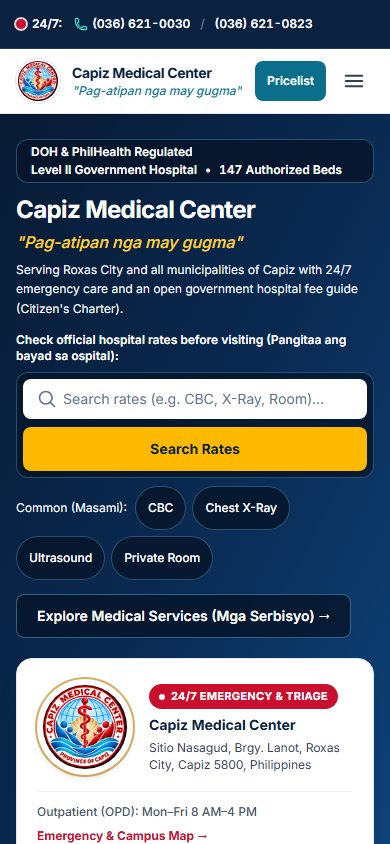 24/7: (036) 621-0030 / (036) 621-0823
Capiz Medical Center
"Pag-atipan nga may gugma"
Pricelist
DOH & PhilHealth Regulated
Level II Government Hospital • 147 Authorized Beds
Capiz Medical Center
"Pag-atipan nga may gugma"
Serving Roxas City and all municipalities of Capiz with 24/7
emergency care and an open government hospital fee guide
(Citizen's Charter).
Check official hospital rates before visiting (Pangitaa ang
bayad sa ospital):
Search rates (e.g. CBC, X-Ray, Room)...
Search Rates
Common (Masami): CBC Chest X-Ray
Ultrasound Private Room
Explore Medical Services (Mga Serbisyo) →
CAPIZ MEDICAL CENTER
PROVINCE OF CAPIZ
24/7 EMERGENCY & TRIAGE
Capiz Medical Center
Sitio Nasagud, Brgy. Lanot, Roxas
City, Capiz 5800, Philippines
Outpatient (OPD): Mon–Fri 8 AM–4 PM
Emergency & Campus Map →